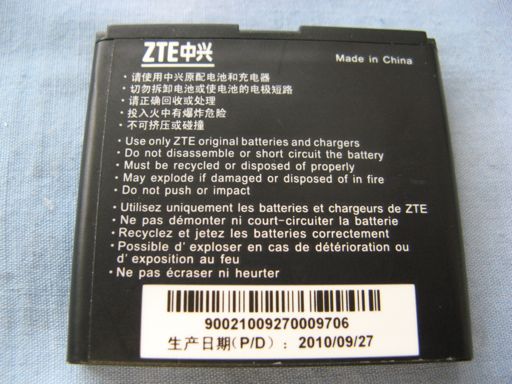 ZTE中兴
Made in China
·请使用中兴原配电池和充电器
·切勿拆卸电池或使电池的电极短路
·请正确回收或处理
·投入火中有爆炸危险
·不可挤压或碰撞
·Use only ZTE original batteries and chargers
·Do not disassemble or short circuit the battery
·Must be recycled or disposed of properly
·May explode if damaged or disposed of in fire
·Do not push or impact
·Utilisez uniquement les batteries et chargeurs de ZTE
·Ne pas démonter ni court-circuiter la batterie
·Recyclez et jetez les batteries correctement
·Possible d'exploser en cas de détérioration ou
d'exposition au feu
·Ne pas écraser ni heurter
90021009270009706
生产日期(P/D): 2010/09/27